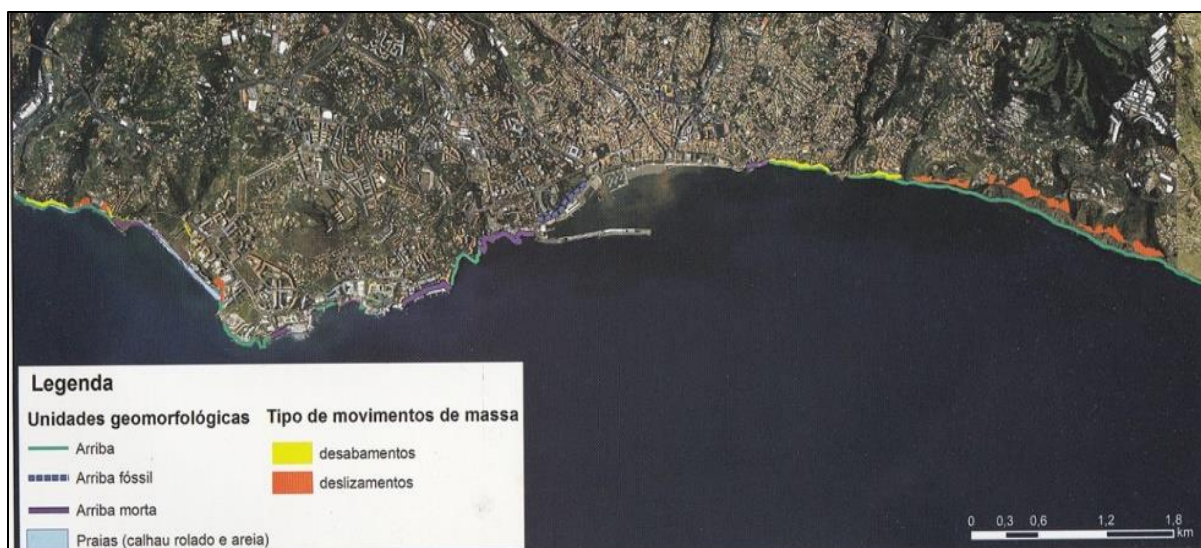 Legenda
Unidades geomorfológicas
Arriba
Arriba fóssil
Arriba morta
Praias (calhau rolado e areia)
Tipo de movimentos de massa
desabamentos
deslizamentos
0 0,3 0,6 1,2 1,8
km